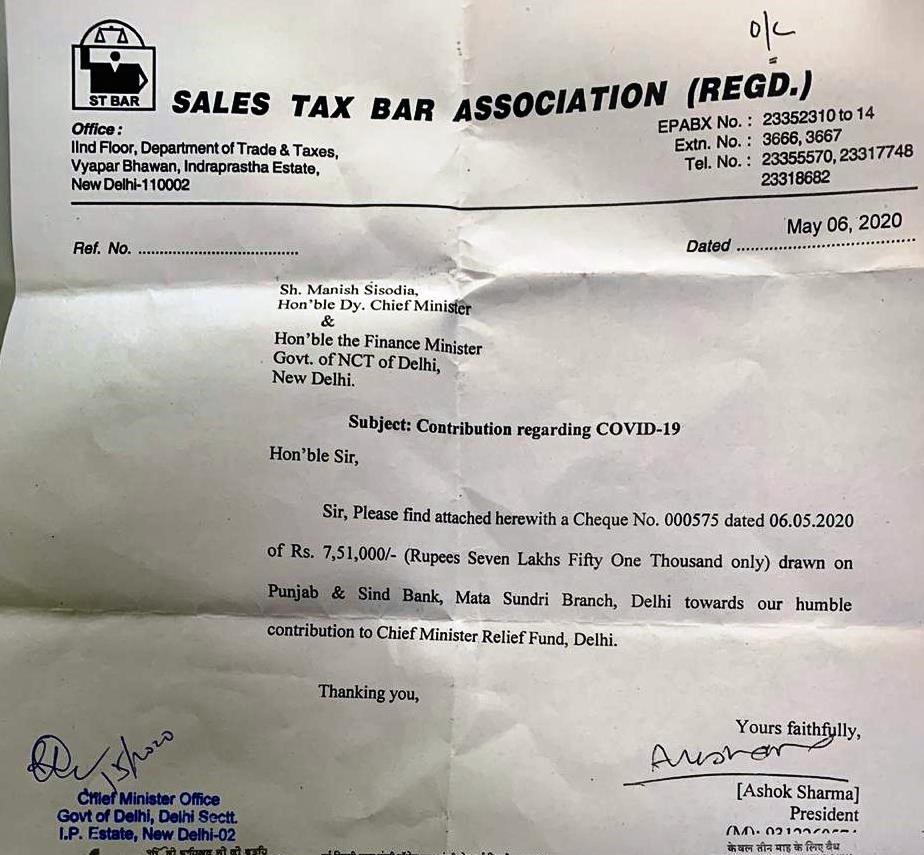 O/C
ST BAR
SALES TAX BAR ASSOCIATION (REGD.)
Office :
IInd Floor, Department of Trade & Taxes,
Vyapar Bhawan, Indraprastha Estate,
New Delhi-110002
EPABX No. : 23352310 to 14
Extn. No. : 3666, 3667
Tel. No. : 23355570, 23317748
23318682
Ref. No. ....................................
Dated ........................................
May 06, 2020
Sh. Manish Sisodia,
Hon'ble Dy. Chief Minister
&
Hon'ble the Finance Minister
Govt. of NCT of Delhi,
New Delhi.
Subject: Contribution regarding COVID-19
Hon'ble Sir,
Sir, Please find attached herewith a Cheque No. 000575 dated 06.05.2020
of Rs. 7,51,000/- (Rupees Seven Lakhs Fifty One Thousand only) drawn on
Punjab & Sind Bank, Mata Sundri Branch, Delhi towards our humble
contribution to Chief Minister Relief Fund, Delhi.
Thanking you,
Yours faithfully,
[Ashok Sharma]
President
(M):
Chief Minister Office
Govt of Delhi, Delhi Sectt.
I.P. Estate, New Delhi-02
केवल तीन माह के लिए वैध